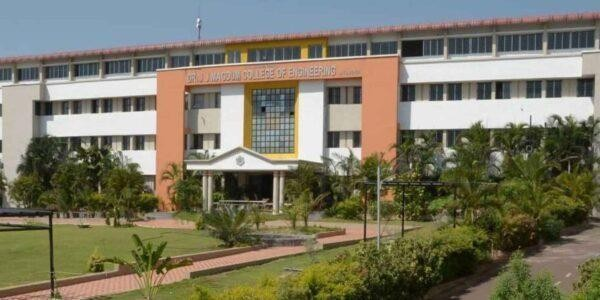 DR. J. J. MAGDUM COLLEGE OF ENGINEERING